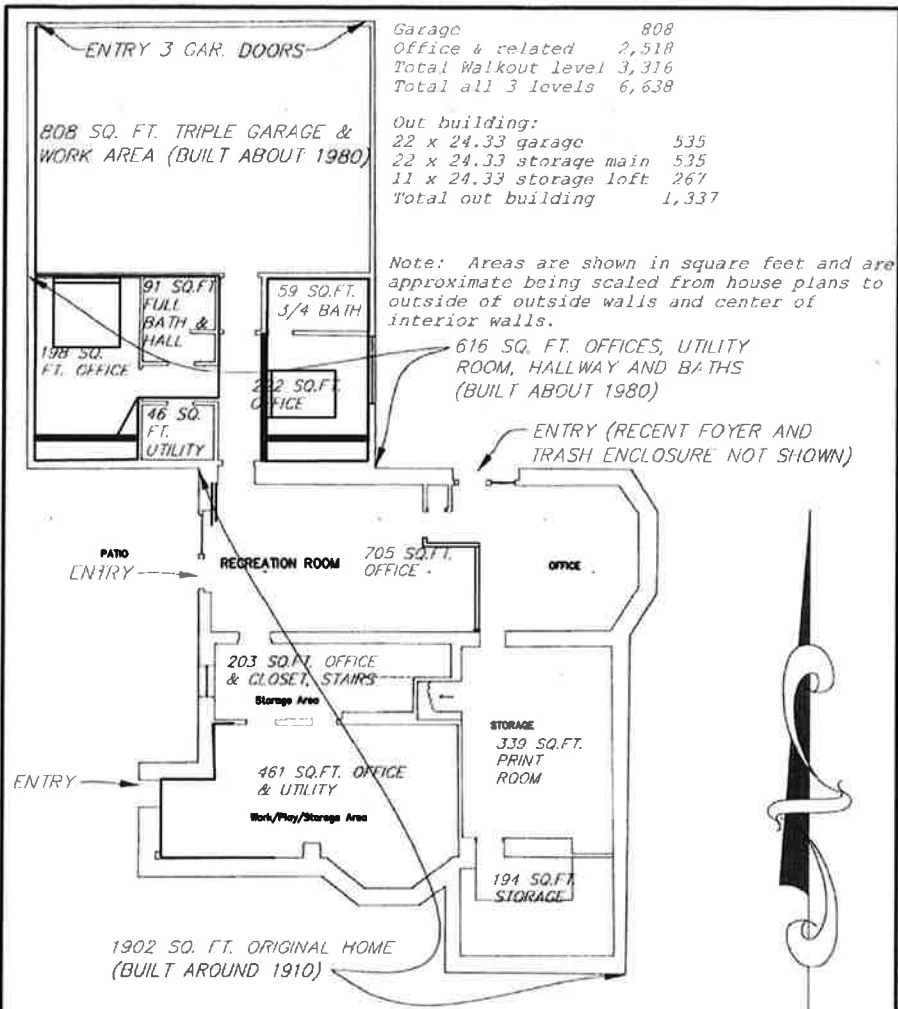 Garage 808
Office & related 2,518
Total Walkout level 3,316
Total all 3 levels 6,638
Out building:
22 x 24.33 garage 535
22 x 24.33 storage main 535
11 x 24.33 storage loft 267
Total out building 1,337
Note: Areas are shown in square feet and are
approximate being scaled from house plans to
outside of outside walls and center of
interior walls.
ENTRY 3 CAR. DOORS
808 SQ. FT. TRIPLE GARAGE &
WORK AREA (BUILT ABOUT 1980)
91 SQ.FT.
FULL
BATH &
HALL
59 SQ.FT.
3/4 BATH
198 SQ.
FT. OFFICE
222 SQ.FT.
OFFICE
46 SQ.
FT.
UTILITY
616 SQ. FT. OFFICES, UTILITY
ROOM, HALLWAY AND BATHS
(BUILT ABOUT 1980)
ENTRY (RECENT FOYER AND
TRASH ENCLOSURE NOT SHOWN)
PATIO
ENTRY
RECREATION ROOM
705 SQ.FT.
OFFICE
OFFICE
203 SQ.FT. OFFICE
& CLOSET, STAIRS
Storage Area
STORAGE
339 SQ.FT.
PRINT
ROOM
ENTRY
461 SQ.FT. OFFICE
& UTILITY
Work/Play/Storage Area
194 SQ.FT.
STORAGE
1902 SQ. FT. ORIGINAL HOME
(BUILT AROUND 1910)